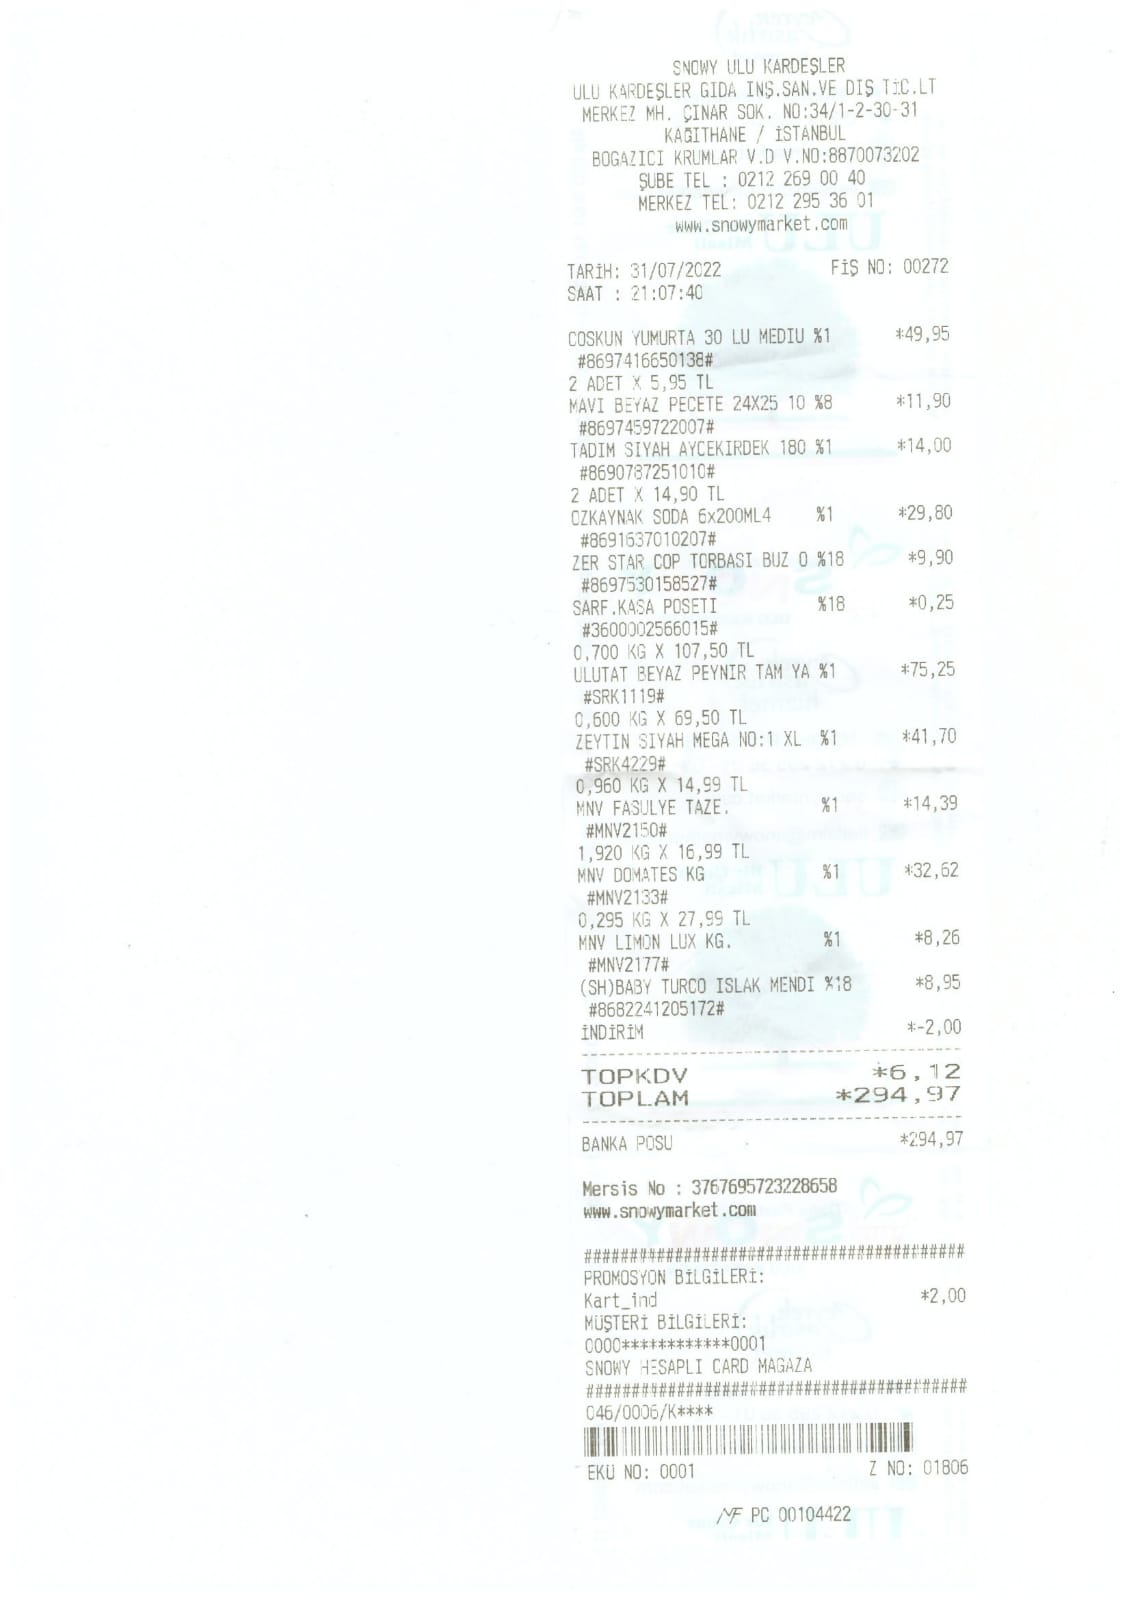 SNOWY ULU KARDEŞLER
ULU KARDEŞLER GIDA INŞ.SAN.VE DIŞ TİC.LT
MERKEZ MH. ÇINAR SOK. NO:34/1-2-30-31
KAĞITHANE / İSTANBUL
BOGAZICI KRUMLAR V.D V.NO:8870073202
ŞUBE TEL : 0212 269 00 40
MERKEZ TEL: 0212 295 36 01
www.snowymarket.com
TARİH: 31/07/2022 FİŞ NO: 00272
SAAT : 21:07:40
COSKUN YUMURTA 30 LU MEDIU %1 *49,95
#8697416650138#
2 ADET X 5,95 TL
MAVI BEYAZ PECETE 24X25 10 %8 *11,90
#8697459722007#
TADIM SIYAH AYCEKIRDEK 180 %1 *14,00
#8690787251010#
2 ADET X 14,90 TL
OZKAYNAK SODA 6x200ML4 %1 *29,80
#8691637010207#
ZER STAR COP TORBASI BUZ O %18 *9,90
#8697530158527#
SARF.KASA POSETI %18 *0,25
#3600002566015#
0,700 KG X 107,50 TL
ULUTAT BEYAZ PEYNIR TAM YA %1 *75,25
#SRK1119#
0,600 KG X 69,50 TL
ZEYTIN SIYAH MEGA NO:1 XL %1 *41,70
#SRK4229#
0,960 KG X 14,99 TL
MNV FASULYE TAZE. %1 *14,39
#MNV2150#
1,920 KG X 16,99 TL
MNV DOMATES KG %1 *32,62
#MNV2133#
0,295 KG X 27,99 TL
MNV LIMON LUX KG. %1 *8,26
#MNV2177#
(SH)BABY TURCO ISLAK MENDI %18 *8,95
#8682241205172#
İNDİRİM *-2,00
TOPKDV *6,12
TOPLAM *294,97
BANKA POSU *294,97
Mersis No : 3767695723228658
www.snowymarket.com
##########################################
PROMOSYON BİLGİLERİ:
Kart_ind *2,00
MÜŞTERİ BİLGİLERİ:
0000************0001
SNOWY HESAPLI CARD MAGAZA
##########################################
046/0006/K****
EKU NO: 0001 Z NO: 01806
MF PC 00104422